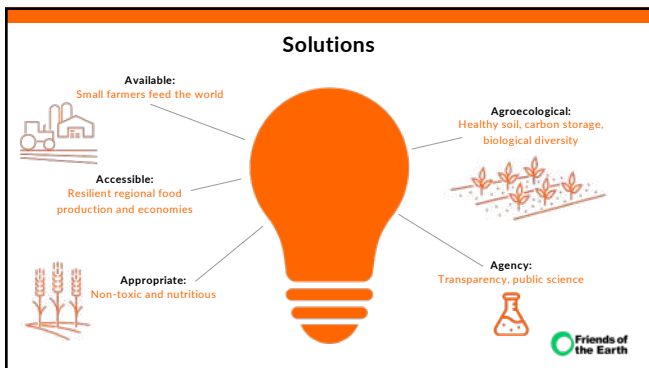 Solutions
Available:
Small farmers feed the world
Accessible:
Resilient regional food
production and economies
Appropriate:
Non-toxic and nutritious
Agroecological:
Healthy soil, carbon storage,
biological diversity
Agency:
Transparency, public science
Friends of
the Earth